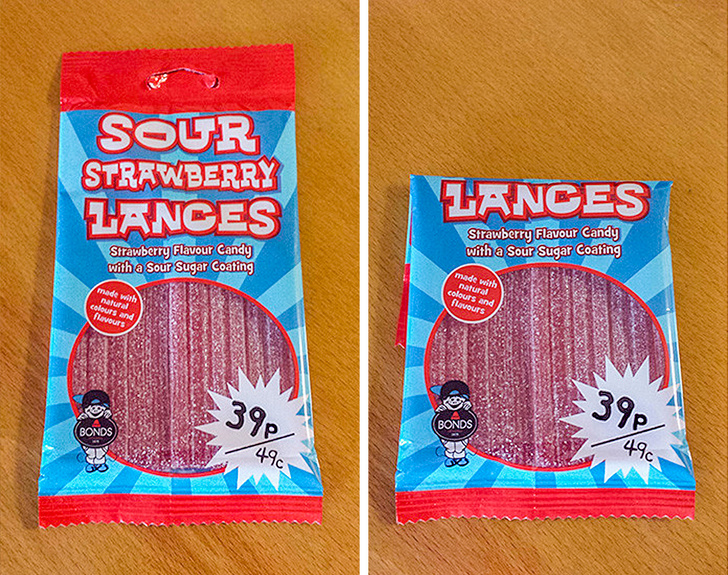 SOUR
STRAWBERRY
LANCES
Strawberry Flavour Candy
with a Sour Sugar Coating
made with
natural
colours and
flavours
39p
49c
BONDS
LANCES
Strawberry Flavour Candy
with a Sour Sugar Coating
made with
natural
colours and
flavours
39p
49c
BONDS